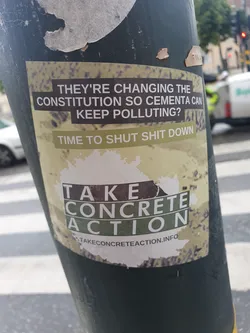 THEY'RE CHANGING THE
CONSTITUTION SO CEMENTA CAN
KEEP POLLUTING?
TIME TO SHUT SHIT DOWN
TAKE
CONCRETE
ACTION
TAKECONCRETEACTION.INFO